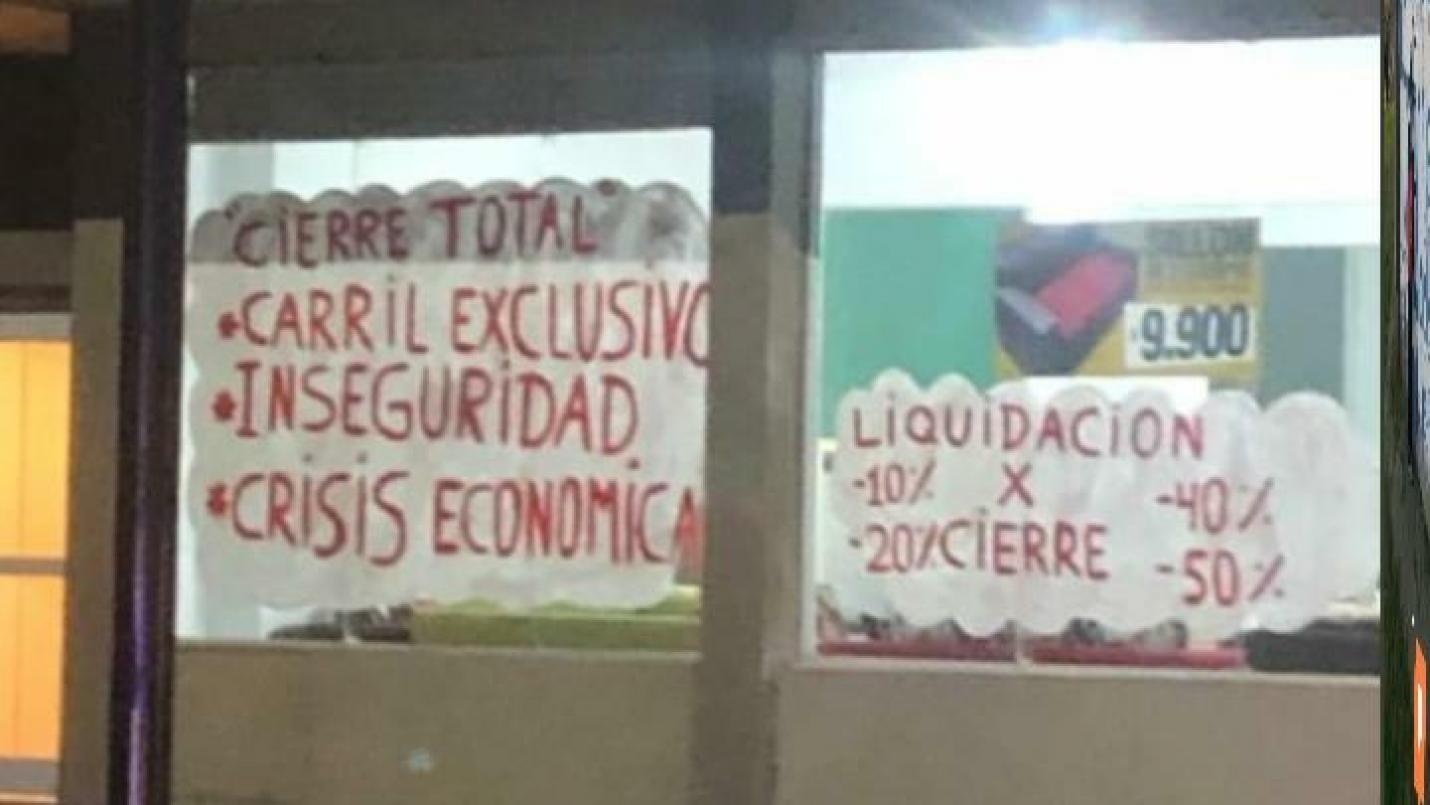 "CIERRE TOTAL"
*CARRIL EXCLUSIVO
*INSEGURIDAD
*CRISIS ECONOMICA
9.900
LIQUIDACION
-10% X -40%
-20% CIERRE -50%